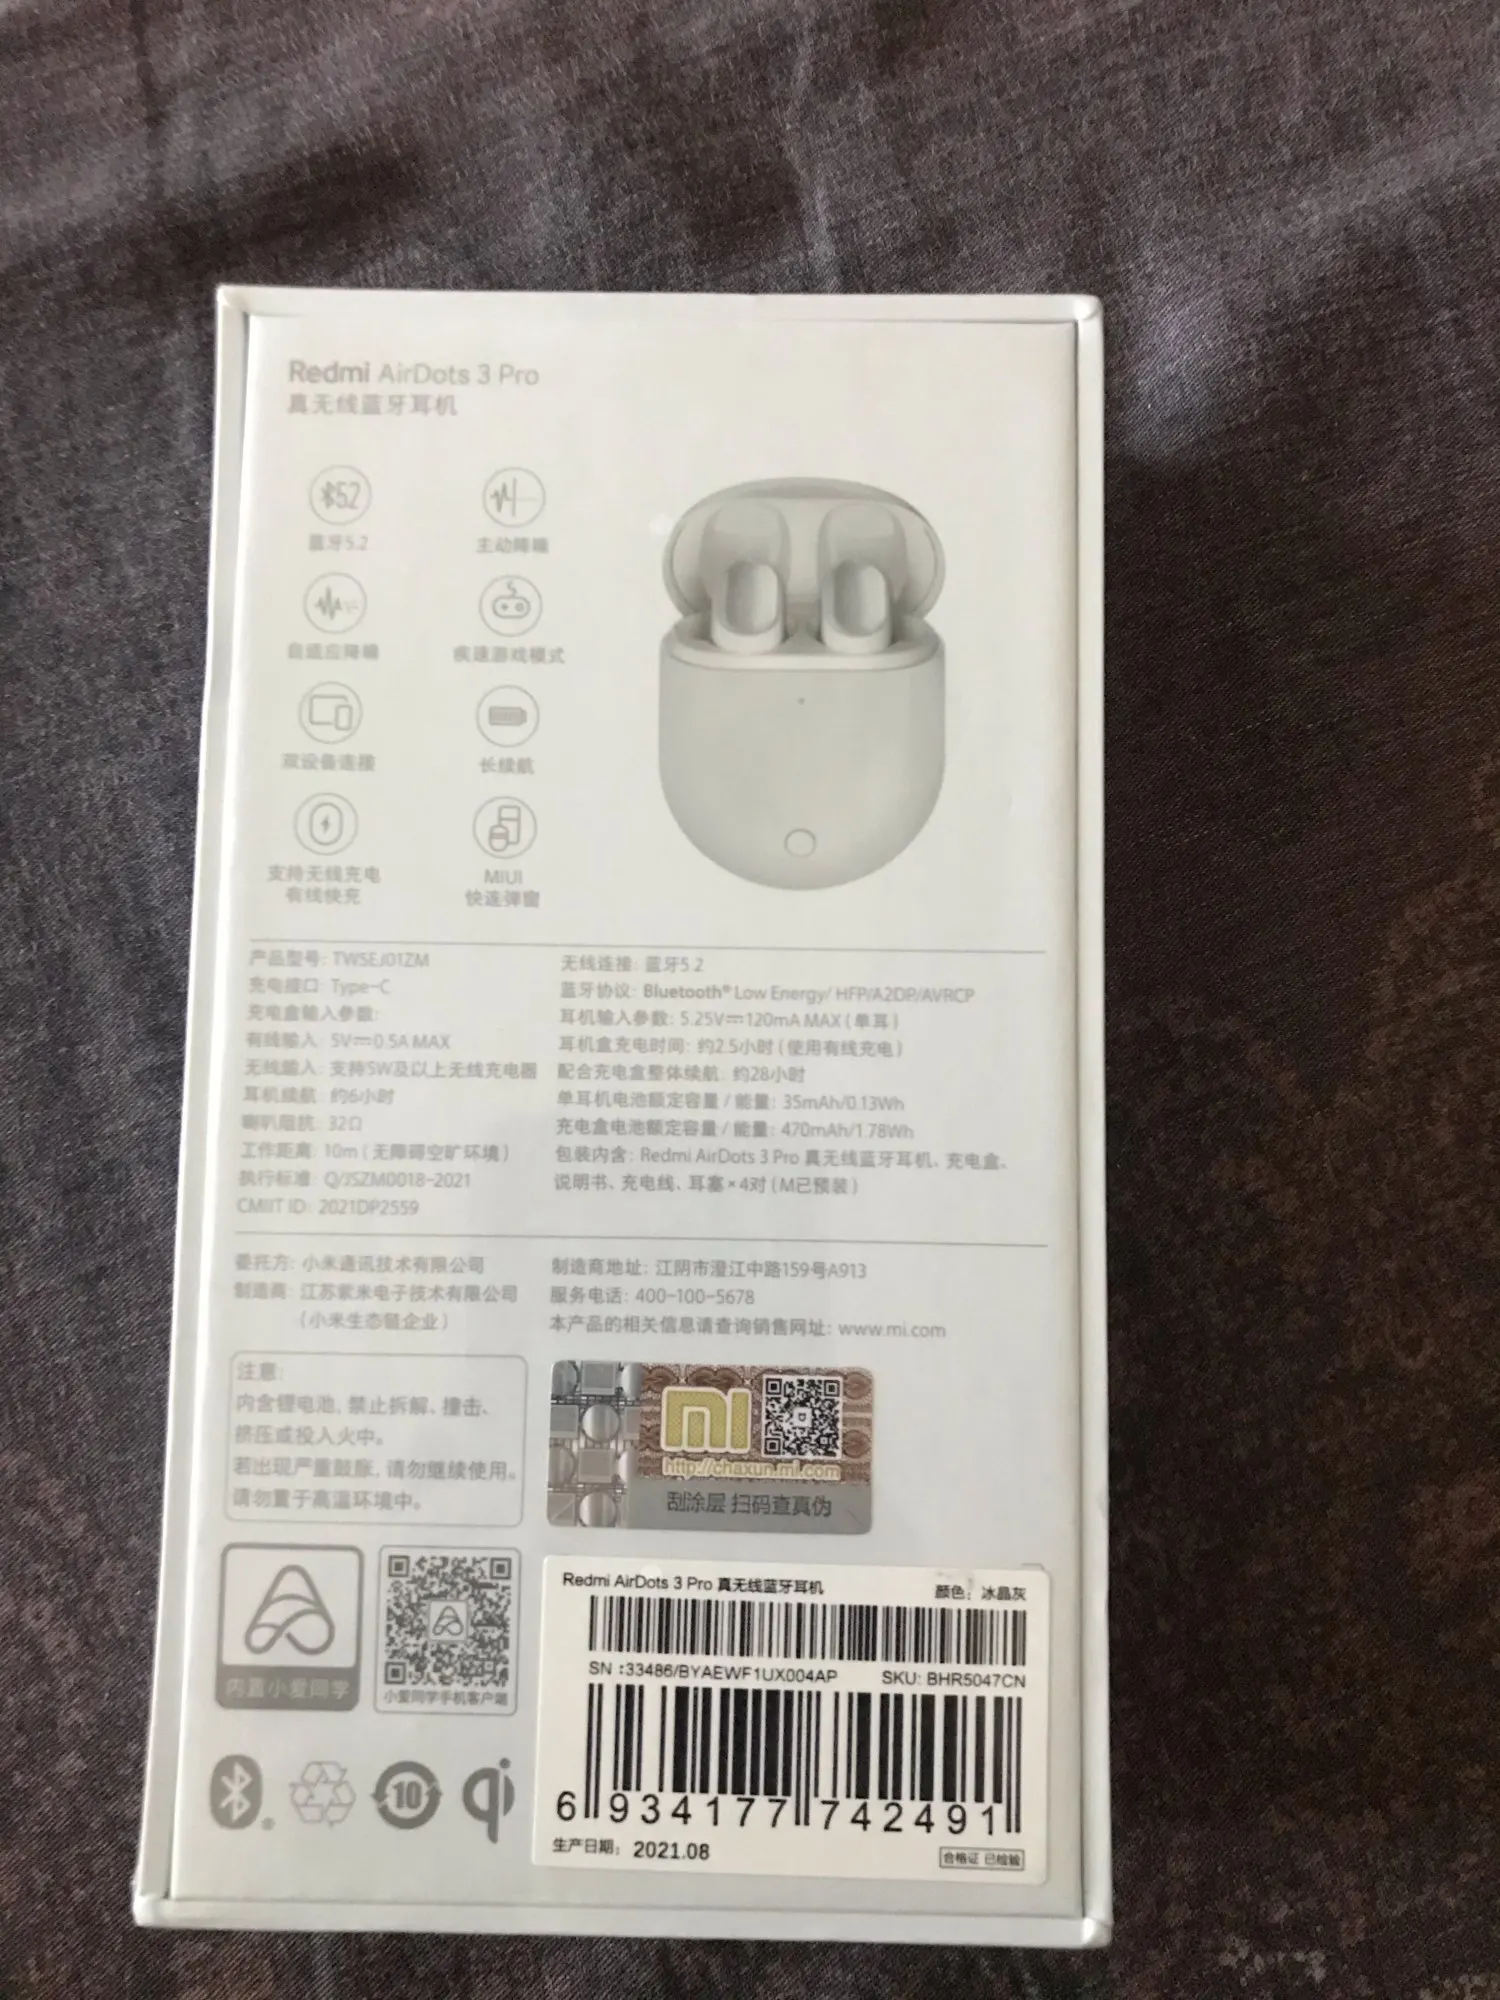 Redmi AirDots 3 Pro
真无线蓝牙耳机
5.2
蓝牙5.2
主动降噪
自适应降噪
疾速游戏模式
双设备连接
长续航
支持无线充电
有线快充
MIUI
快连弹窗
产品型号: TWSEJ01ZM
充电接口: Type-C
充电盒输入参数:
有线输入: 5V⎓0.5A MAX
无线输入: 支持5W及以上无线充电器
耳机续航: 约6小时
喇叭阻抗: 32Ω
工作距离: 10m (无障碍空旷环境)
执行标准: Q/JSZM0018-2021
CMIIT ID: 2021DP2559
无线连接: 蓝牙5.2
蓝牙协议: Bluetooth® Low Energy/ HFP/A2DP/AVRCP
耳机输入参数: 5.25V⎓120mA MAX (单耳)
耳机盒充电时间: 约2.5小时 (使用有线充电)
配合充电盒整体续航: 约28小时
单耳机电池额定容量 / 能量: 35mAh/0.13Wh
充电盒电池额定容量 / 能量: 470mAh/1.78Wh
包装内含: Redmi AirDots 3 Pro 真无线蓝牙耳机、充电盒、
说明书、充电线、耳塞×4对 (M已预装)
委托方: 小米通讯技术有限公司
制造商: 江苏紫米电子技术有限公司
(小米生态链企业)
制造商地址: 江阴市澄江中路159号A913
服务电话: 400-100-5678
本产品的相关信息请查询销售网址: www.mi.com
注意:
内含锂电池, 禁止拆解、撞击、
挤压或投入火中。
若出现严重鼓胀, 请勿继续使用。
请勿置于高温环境中。
mi
http://chaxun.mi.com
刮涂层 扫码查真伪
内置小爱同学
小爱同学手机客户端
10
qi
Redmi AirDots 3 Pro 真无线蓝牙耳机 颜色: 冰晶灰
SN :33486/BYAEWF1UX004AP SKU: BHR5047CN
6 934177 742491
生产日期: 2021.08
合格证 已检验